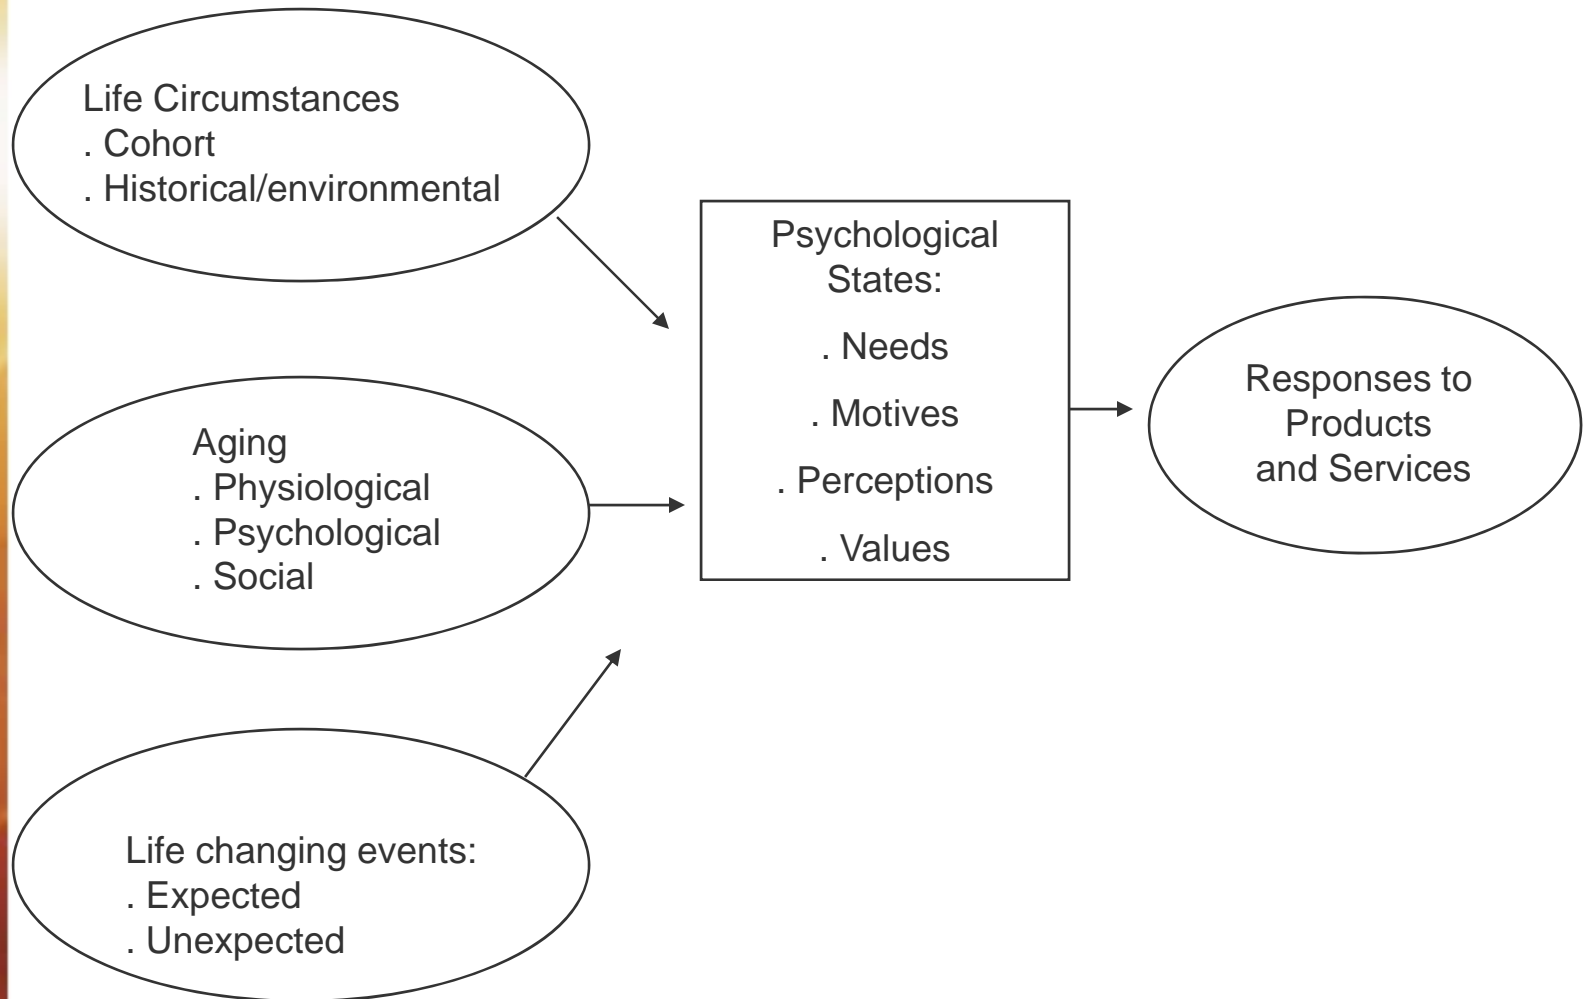 Life Circumstances
. Cohort
. Historical/environmental
Aging
. Physiological
. Psychological
. Social
Life changing events:
. Expected
. Unexpected
Psychological
States:
. Needs
. Motives
. Perceptions
. Values
Responses to
Products
and Services